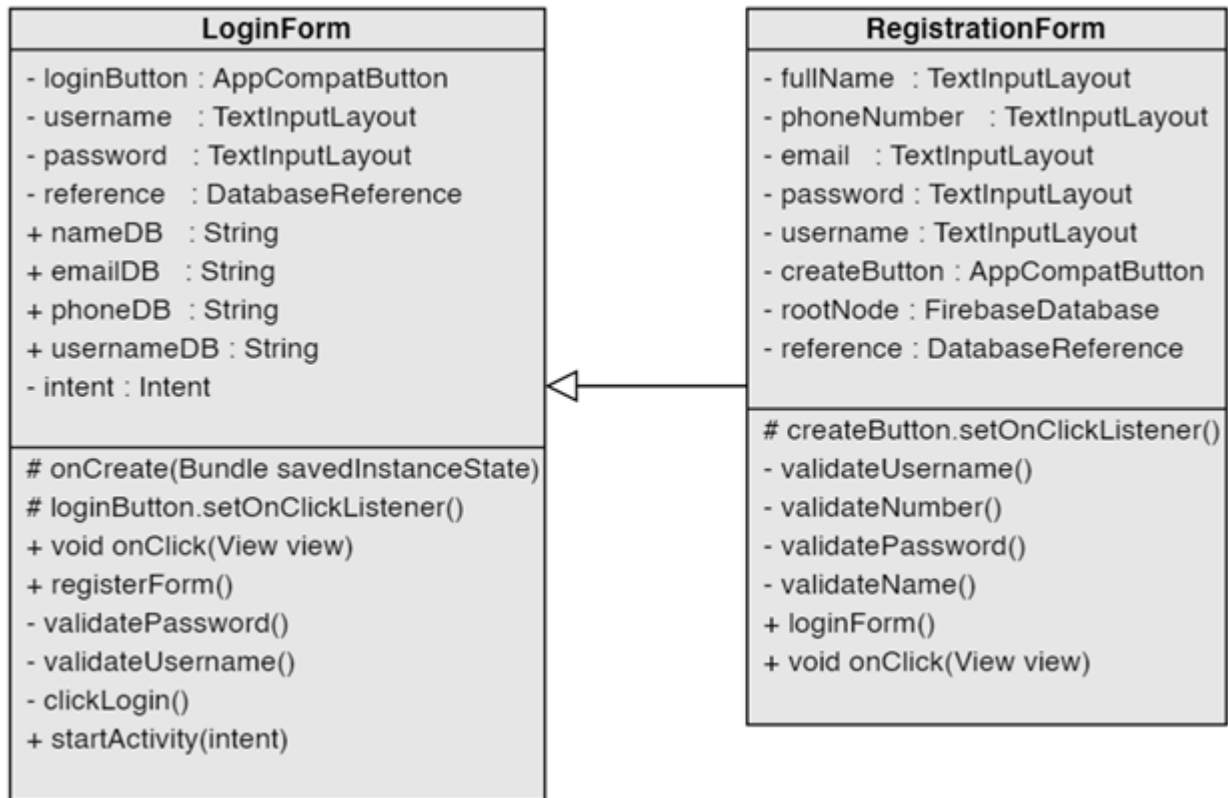 LoginForm
- loginButton : AppCompatButton
- username : TextInputLayout
- password : TextInputLayout
- reference : DatabaseReference
+ nameDB : String
+ emailDB : String
+ phoneDB : String
+ usernameDB : String
- intent : Intent
# onCreate(Bundle savedInstanceState)
# loginButton.setOnClickListener()
+ void onClick(View view)
+ registerForm()
- validatePassword()
- validateUsername()
- clickLogin()
+ startActivity(intent)
RegistrationForm
- fullName : TextInputLayout
- phoneNumber : TextInputLayout
- email : TextInputLayout
- password : TextInputLayout
- username : TextInputLayout
- createButton : AppCompatButton
- rootNode : FirebaseDatabase
- reference : DatabaseReference
# createButton.setOnClickListener()
- validateUsername()
- validateNumber()
- validatePassword()
- validateName()
+ loginForm()
+ void onClick(View view)